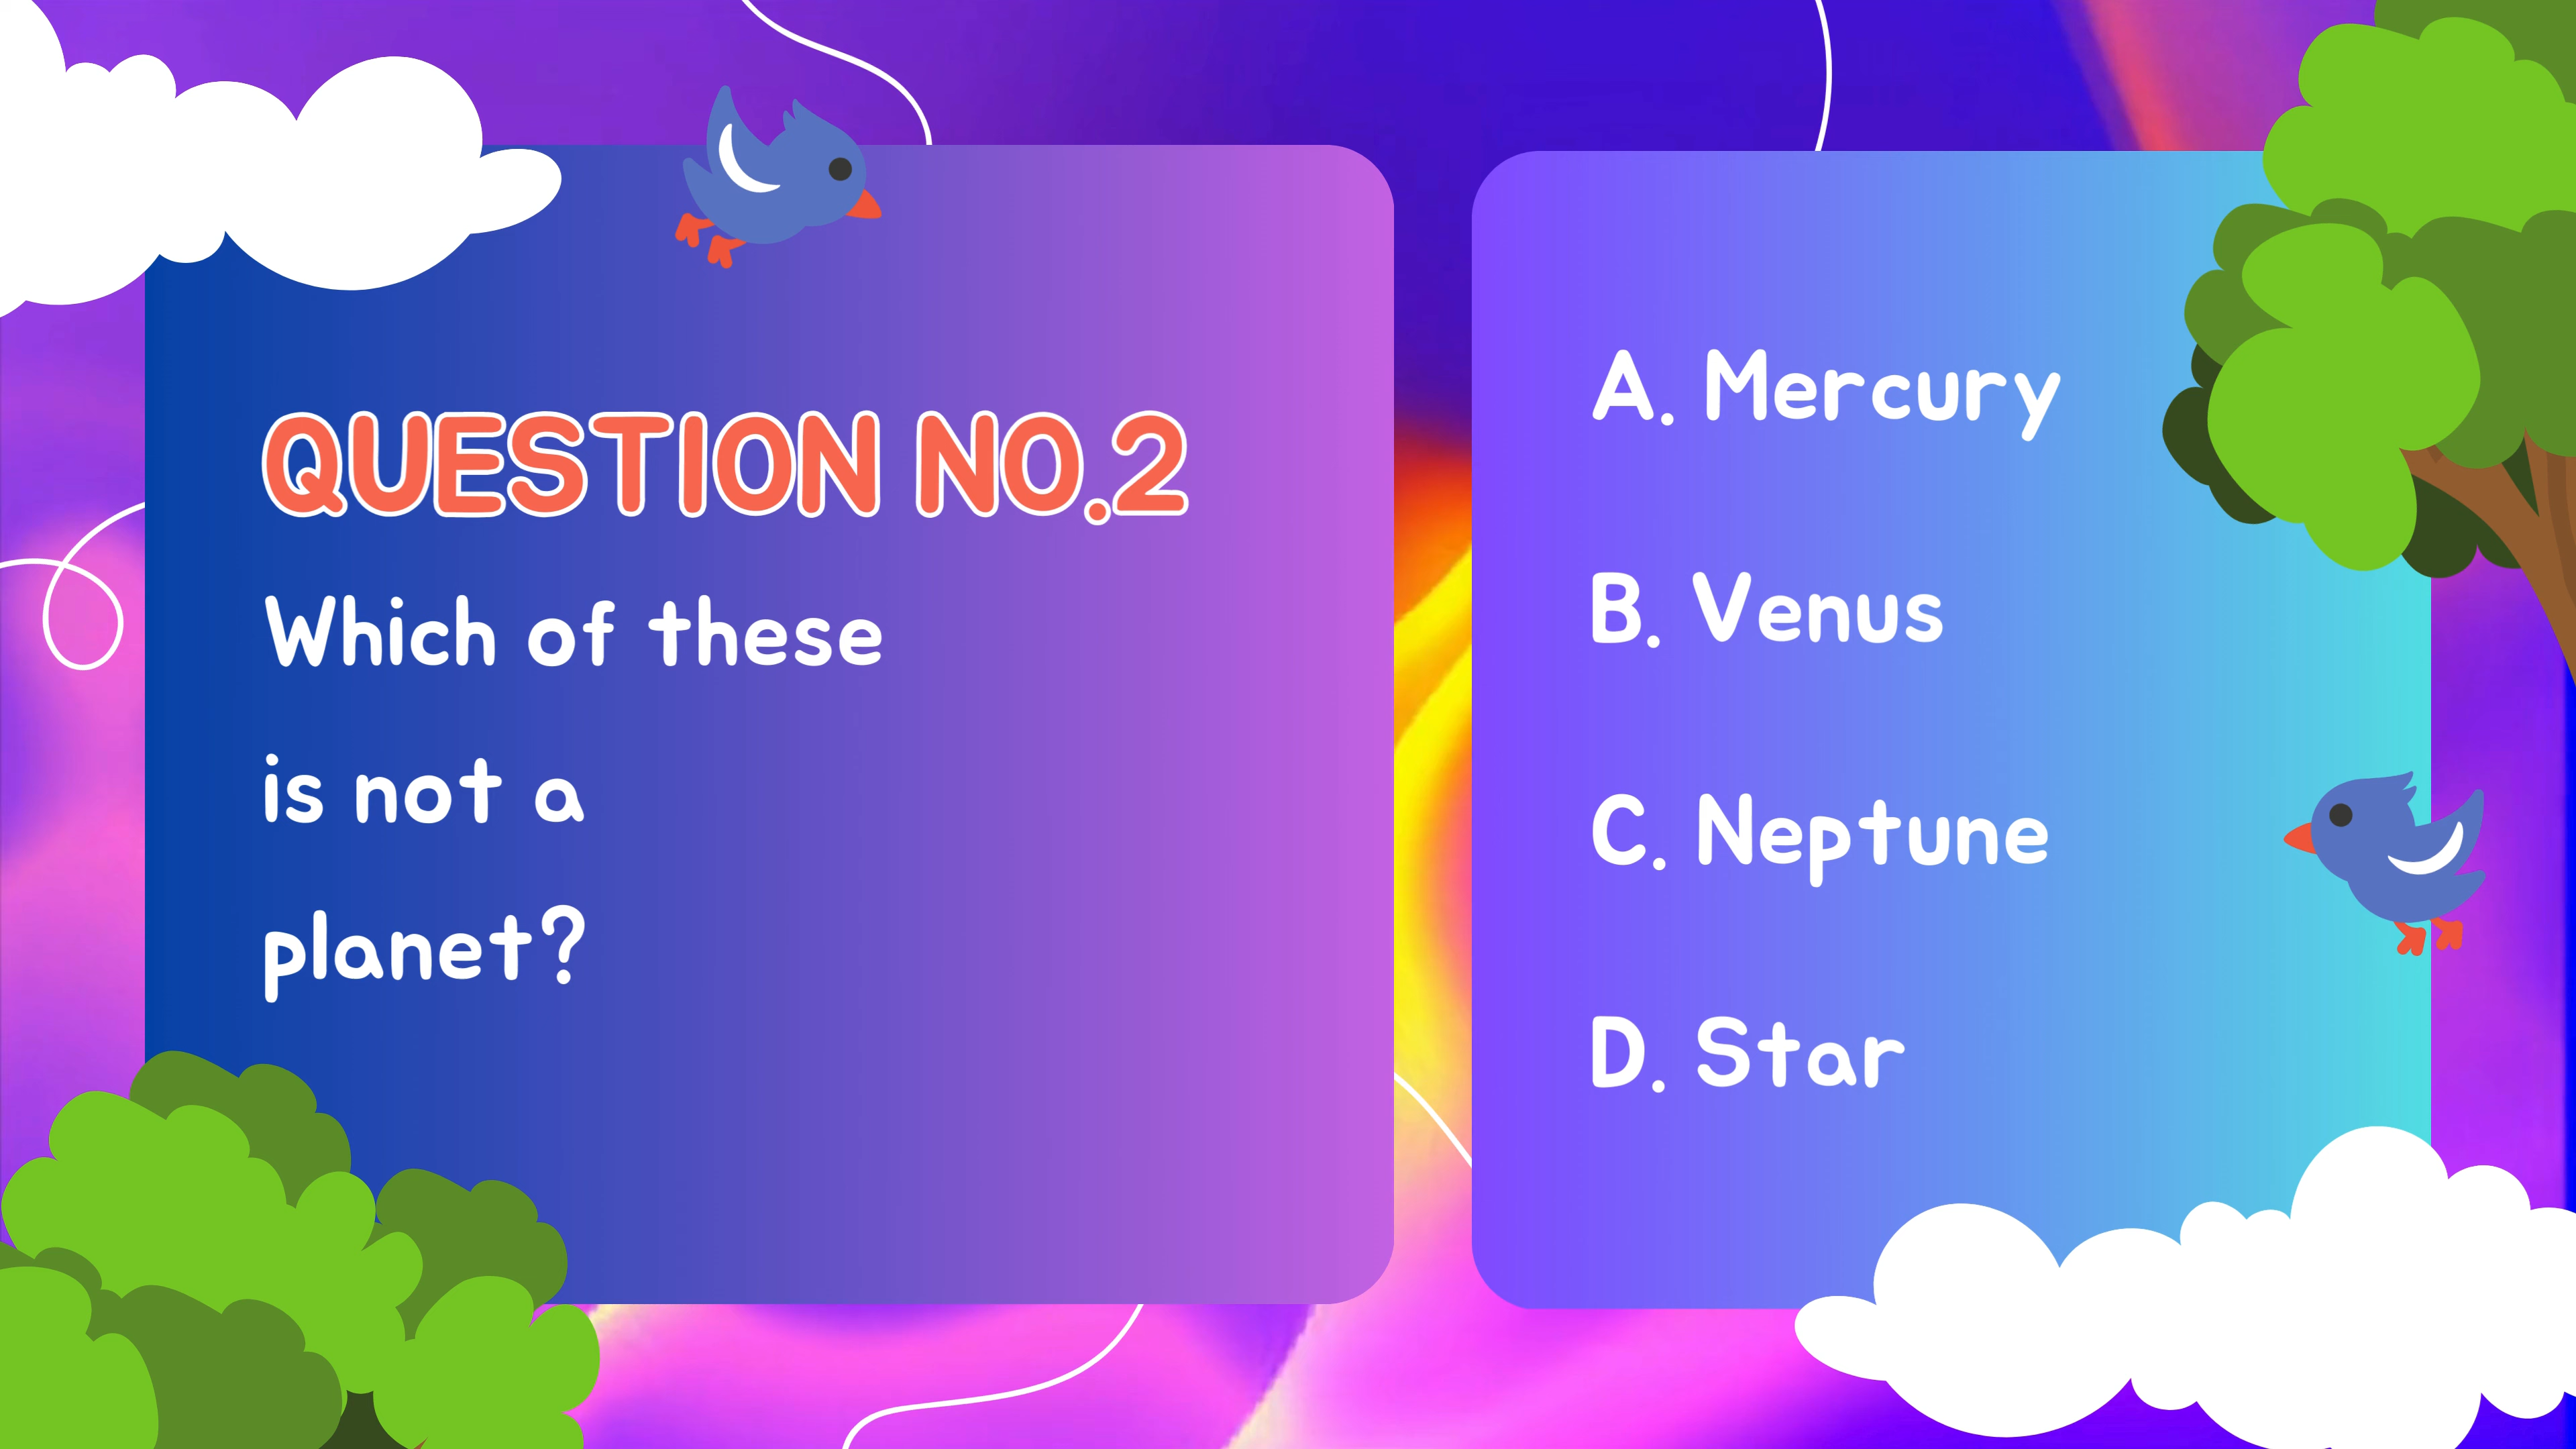 QUESTION NO.2
Which of these
is not a
planet?
A. Mercury
B. Venus
C. Neptune
D. Star